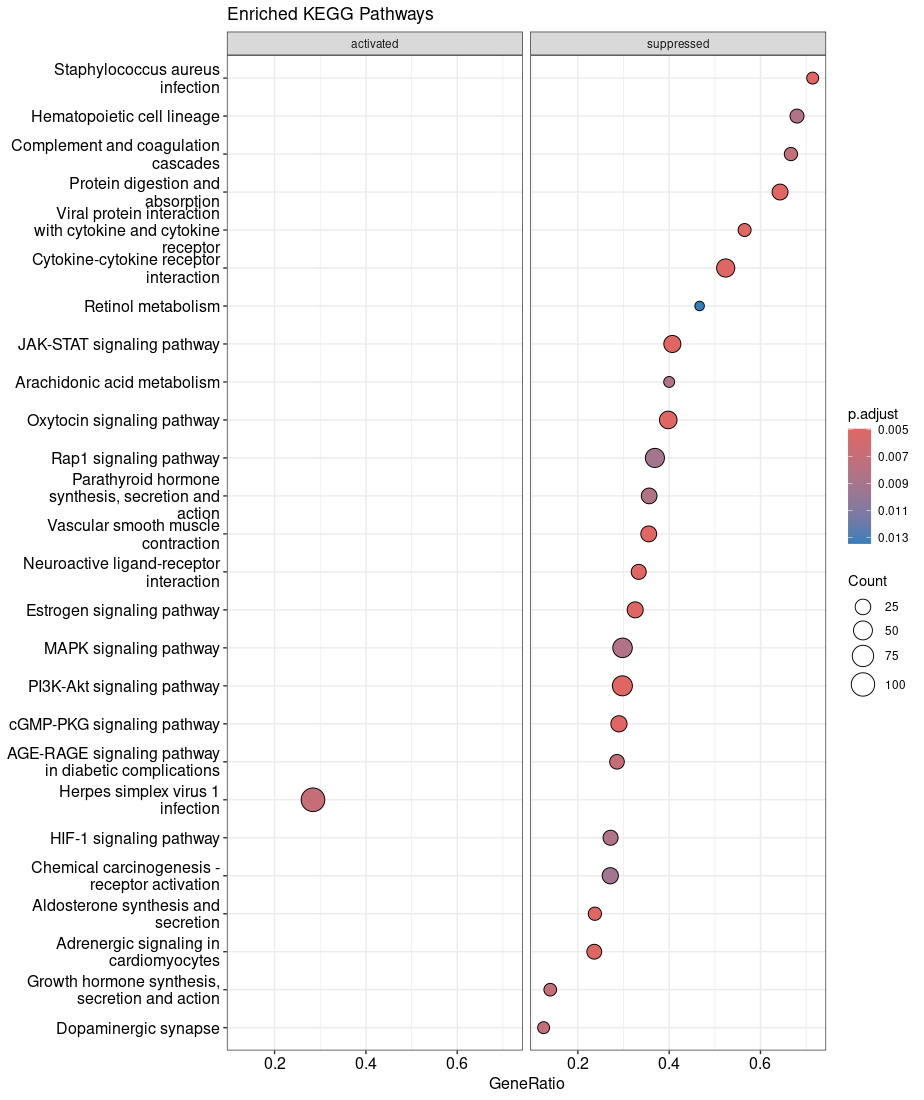 Enriched KEGG Pathways
activated
suppressed
Staphylococcus aureus
infection
Hematopoietic cell lineage
Complement and coagulation
cascades
Protein digestion and
absorption
Viral protein interaction
with cytokine and cytokine
receptor
Cytokine-cytokine receptor
interaction
Retinol metabolism
JAK-STAT signaling pathway
Arachidonic acid metabolism
Oxytocin signaling pathway
Rap1 signaling pathway
Parathyroid hormone
synthesis, secretion and
action
Vascular smooth muscle
contraction
Neuroactive ligand-receptor
interaction
Estrogen signaling pathway
MAPK signaling pathway
PI3K-Akt signaling pathway
cGMP-PKG signaling pathway
AGE-RAGE signaling pathway
in diabetic complications
Herpes simplex virus 1
infection
HIF-1 signaling pathway
Chemical carcinogenesis -
receptor activation
Aldosterone synthesis and
secretion
Adrenergic signaling in
cardiomyocytes
Growth hormone synthesis,
secretion and action
Dopaminergic synapse
0.2 0.4 0.6
0.2 0.4 0.6
GeneRatio
p.adjust
0.005
0.007
0.009
0.011
0.013
Count
25
50
75
100